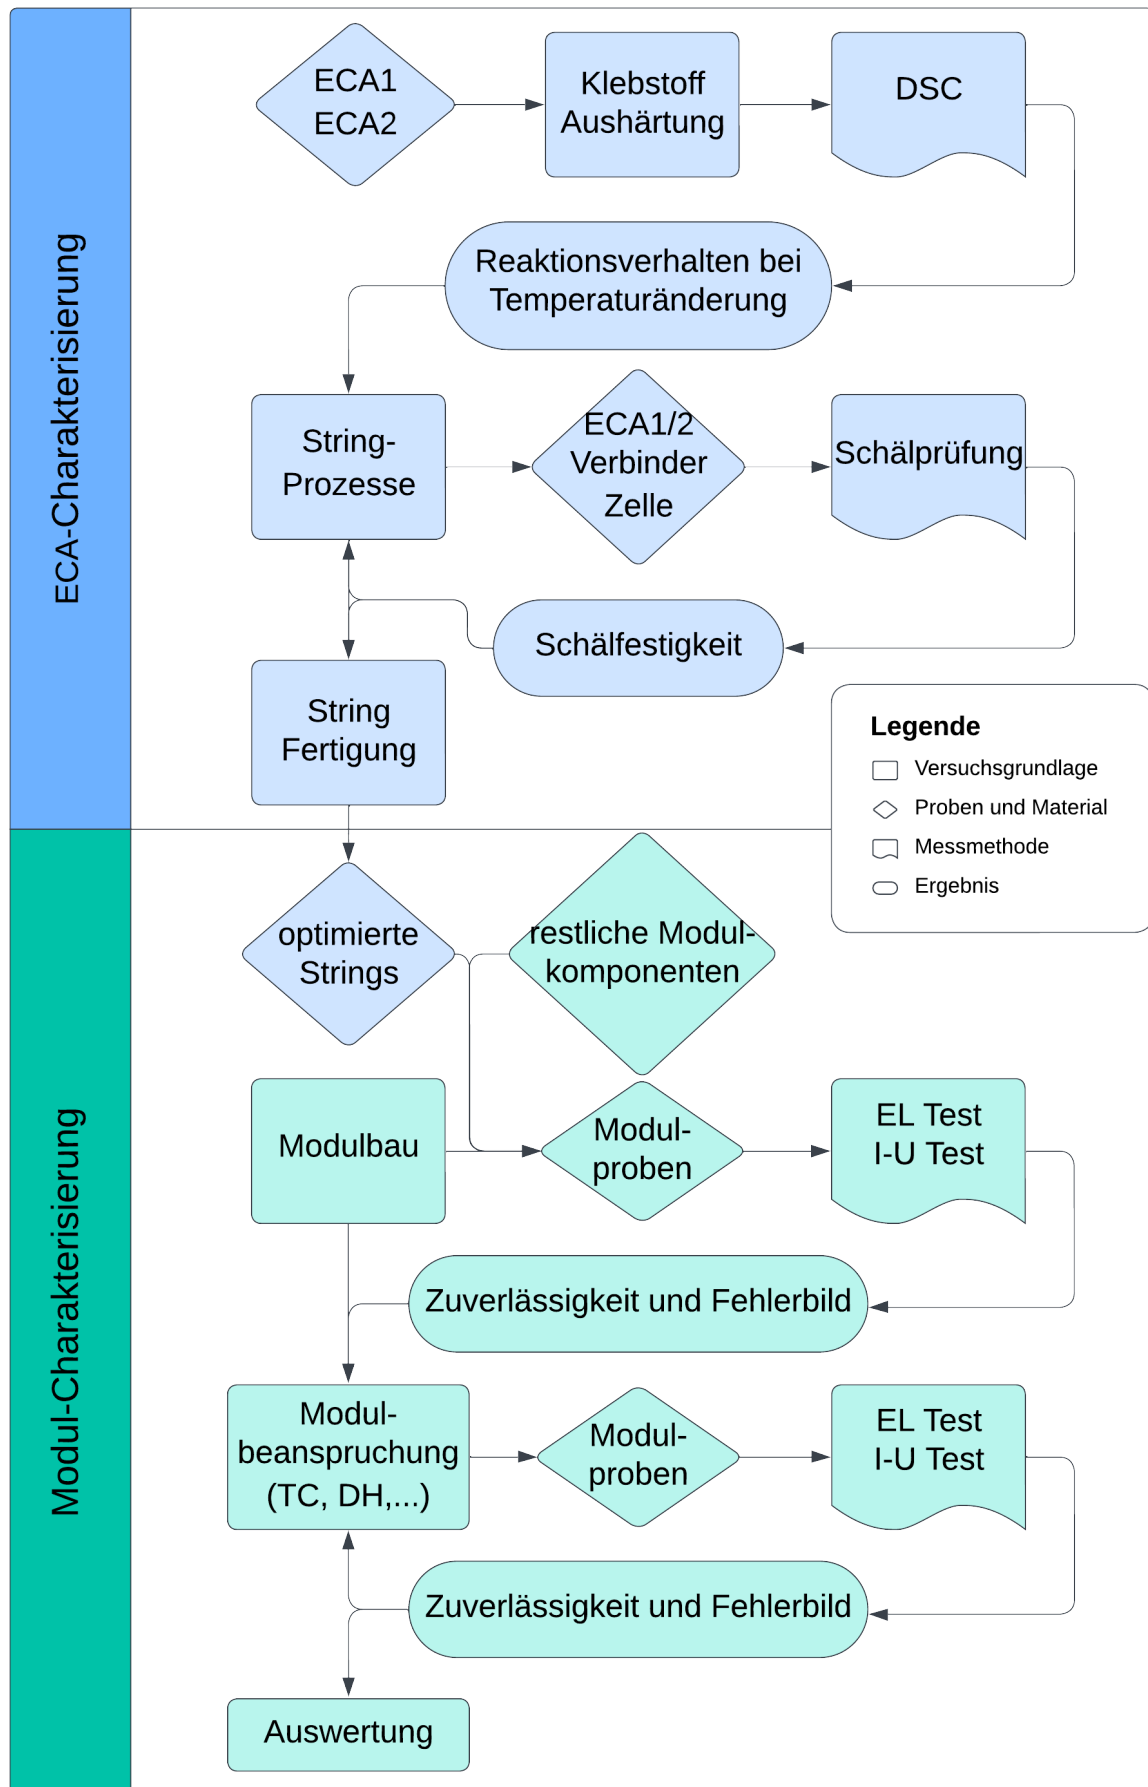 ECA-Charakterisierung
ECA1
ECA2
Klebstoff
Aushärtung
DSC
Reaktionsverhalten bei
Temperaturänderung
String-
Prozesse
ECA1/2
Verbinder
Zelle
Schälprüfung
Schälfestigkeit
String
Fertigung
Legende
Versuchsgrundlage
Proben und Material
Messmethode
Ergebnis
Modul-Charakterisierung
optimierte
Strings
restliche Modul-
komponenten
Modulbau
Modul-
proben
EL Test
I-U Test
Zuverlässigkeit und Fehlerbild
Modul-
beanspruchung
(TC, DH,...)
Modul-
proben
EL Test
I-U Test
Zuverlässigkeit und Fehlerbild
Auswertung